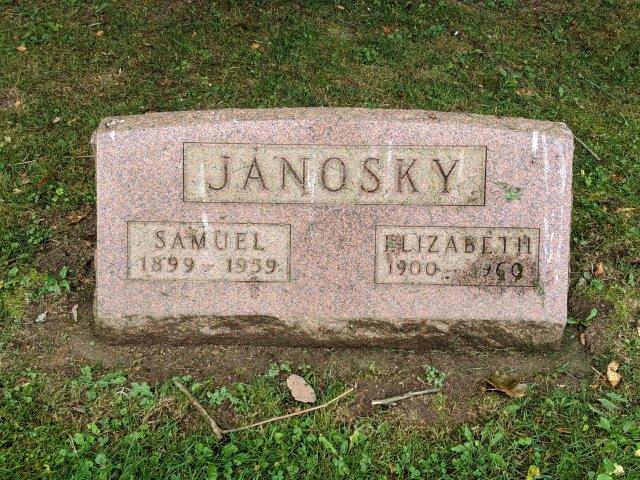 JANOSKY
SAMUEL
1899 - 1959
ELIZABETH
1900 - 1960